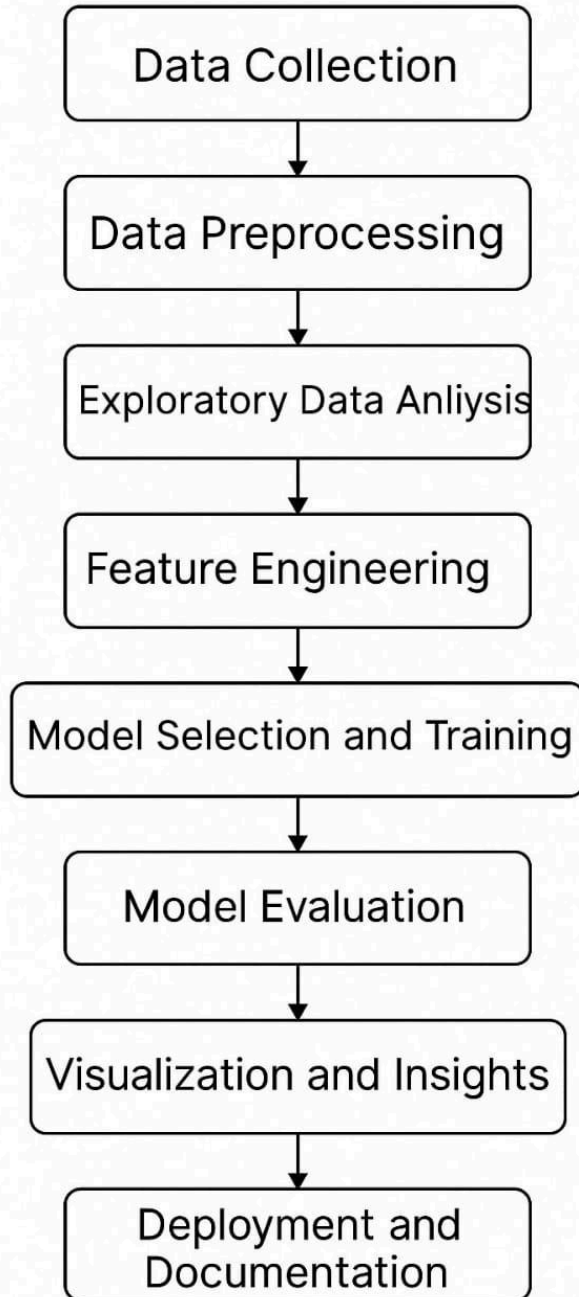 Data Collection
Data Preprocessing
Exploratory Data Anliysis
Feature Engineering
Model Selection and Training
Model Evaluation
Visualization and Insights
Deployment and
Documentation